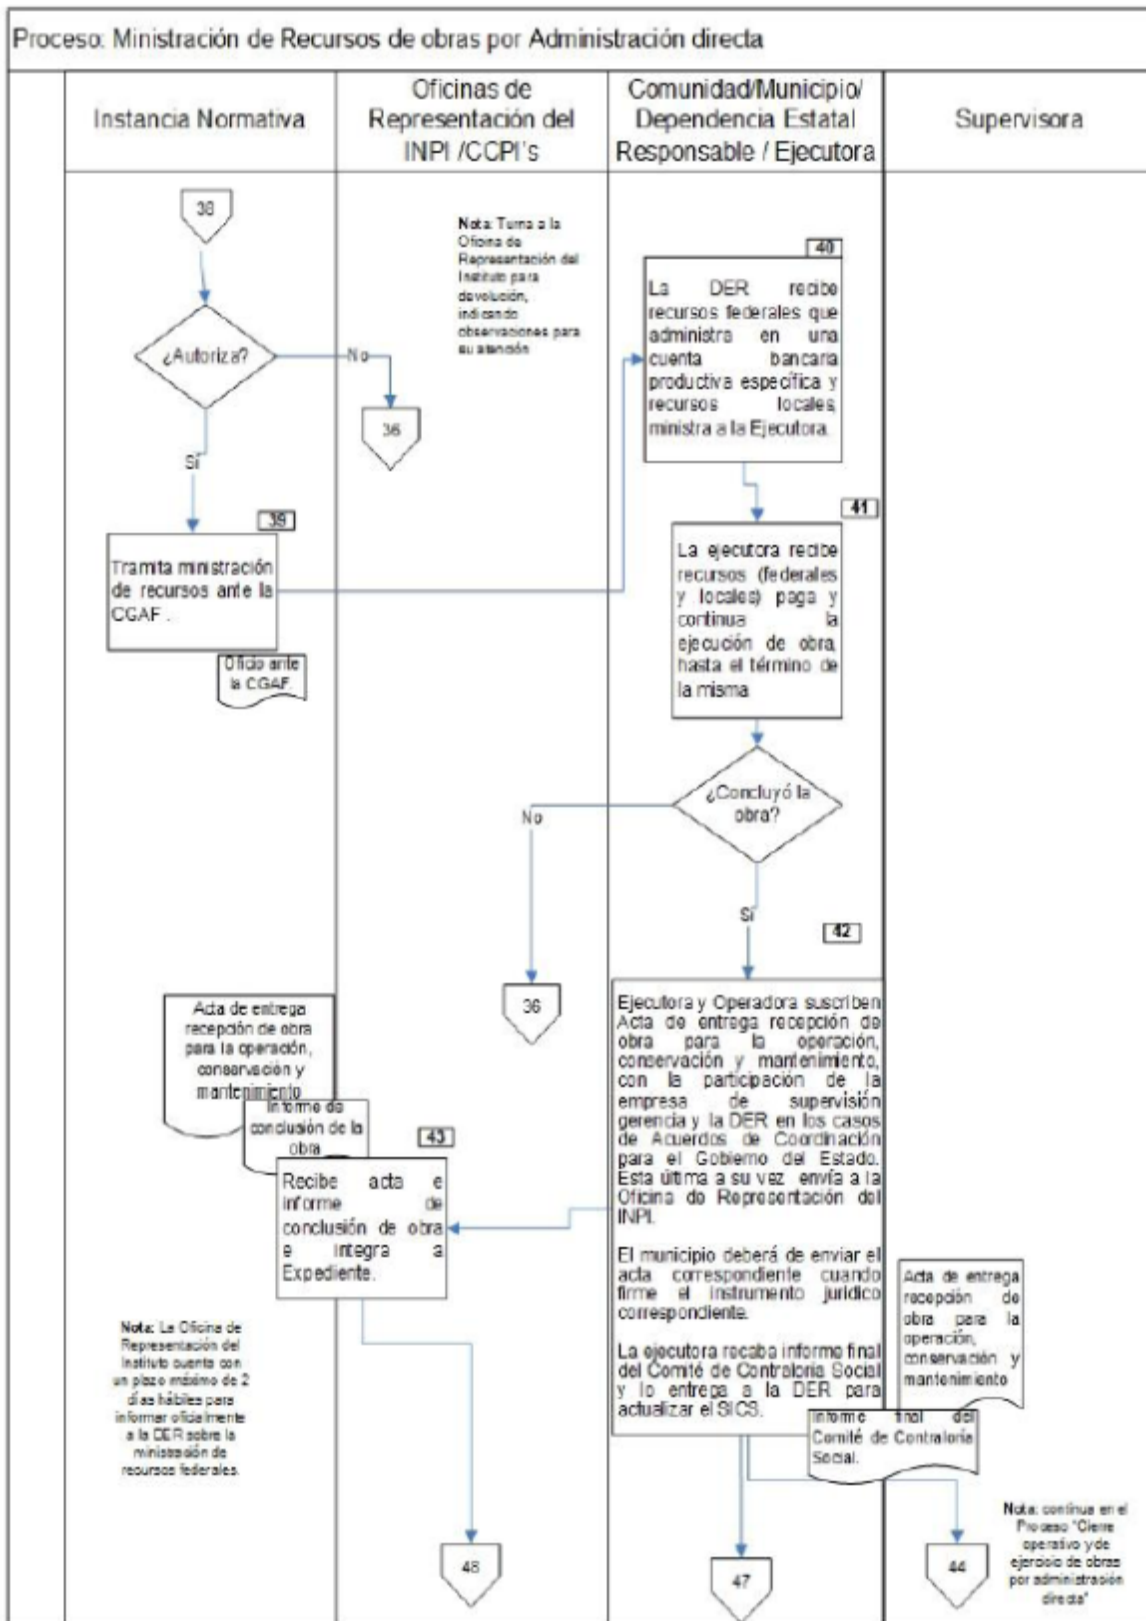 Proceso: Ministración de Recursos de obras por Administración directa
Instancia Normativa
Oficinas de
Representación del
INPI /CCPI's
Comunidad/Municipio/
Dependencia Estatal
Responsable / Ejecutora
Supervisora
38
¿Autoriza?
No
36
Sí
Nota: Turna a la
Oficina de
Representación del
Instituto para
devolución,
indicando
observaciones para
su atención
39
Tramita ministración
de recursos ante la
CGAF .
Oficio ante
la CGAF.
40
La DER recibe
recursos federales que
administra en una
cuenta bancaria
productiva específica y
recursos locales,
ministra a la Ejecutora.
41
La ejecutora recibe
recursos (federales
y locales) paga y
continua la
ejecución de obra,
hasta el término de
la misma
¿Concluyó la
obra?
No
36
Sí
42
Ejecutora y Operadora suscriben
Acta de entrega recepción de
obra para la operación,
conservación y mantenimiento,
con la participación de la
empresa de supervisión
gerencia y la DER en los casos
de Acuerdos de Coordinación
para el Gobierno del Estado.
Esta última a su vez envía a la
Oficina de Representación del
INPI.
El municipio deberá de enviar el
acta correspondiente cuando
firme el instrumento jurídico
correspondiente.
La ejecutora recaba informe final
del Comité de Contraloría Social
y lo entrega a la DER para
actualizar el SICS.
Acta de entrega
recepción de obra
para la operación,
conservación y
mantenimiento
Informe de
conclusión de la
obra
43
Recibe acta e
informe de
conclusión de obra
e integra a
Expediente.
Nota: La Oficina de
Representación del
Instituto cuenta con
un plazo máximo de 2
días hábiles para
informar oficialmente
a la DER sobre la
ministración de
recursos federales.
Acta de entrega
recepción de
obra para la
operación,
conservación y
mantenimiento
Informe final del
Comité de Contraloría
Social.
48
47
44
Nota: continua en el
Proceso "Cierre
operativo y de
ejercicio de obras
por administración
directa"